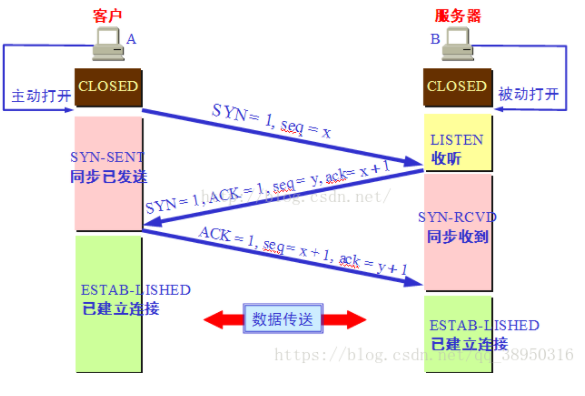 客户
服务器
A
B
CLOSED
CLOSED
主动打开
被动打开
SYN=1, seq=x
LISTEN
收听
SYN-SENT
同步已发送
SYN=1, ACK=1, seq=y, ack=x+1
http://blog.csdn.net/
SYN-RCVD
同步收到
ACK=1, seq=x+1, ack=y+1
ESTAB-LISHED
已建立连接
数据传送
ESTAB-LISHED
已建立连接
https://blog.csdn.net/qq_38950316